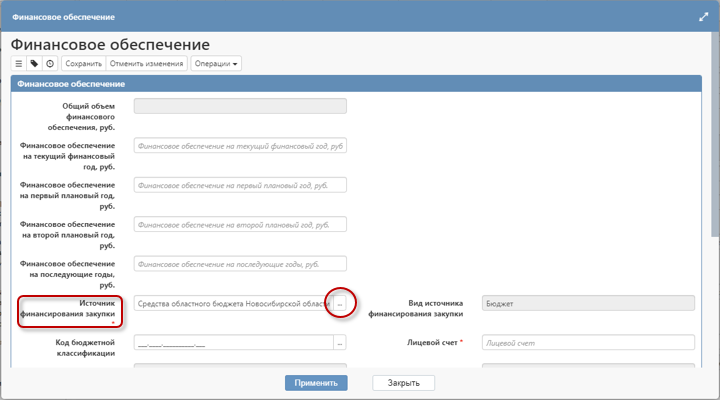 Финансовое обеспечение
Финансовое обеспечение
Сохранить Отменить изменения Операции
Финансовое обеспечение
Общий объем
финансового
обеспечения, руб.
Финансовое обеспечение
на текущий финансовый
год, руб.
Финансовое обеспечение на текущий финансовый год, руб
Финансовое обеспечение
на первый плановый год,
руб.
Финансовое обеспечение на первый плановый год, руб.
Финансовое обеспечение
на второй плановый год,
руб.
Финансовое обеспечение на второй плановый год, руб.
Финансовое обеспечение
на последующие годы,
руб.
Финансовое обеспечение на последующие годы, руб.
Источник
финансирования закупки
*
Средства областного бюджета Новосибирской области ...
Вид источника
финансирования закупки
Бюджет
Код бюджетной
классификации
___.____.__________.___ ...
Лицевой счет *
Лицевой счет
Применить Закрыть